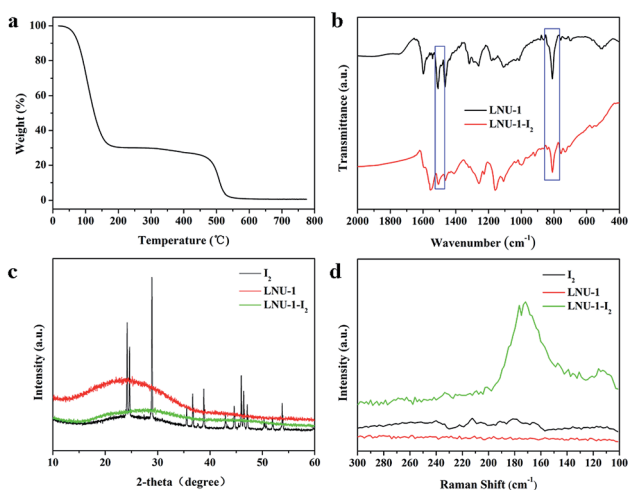 a
Weight (%)
100
80
60
40
20
0
0 100 200 300 400 500 600 700 800
Temperature (℃)
b
Transmittance (a.u.)
LNU-1
LNU-1-I₂
2000 1800 1600 1400 1200 1000 800 600 400
Wavenumber (cm⁻¹)
c
Intensity (a.u.)
I₂
LNU-1
LNU-1-I₂
10 20 30 40 50 60
2-theta（degree）
d
Intensity (a.u.)
I₂
LNU-1
LNU-1-I₂
300 280 260 240 220 200 180 160 140 120 100
Raman Shift (cm⁻¹)